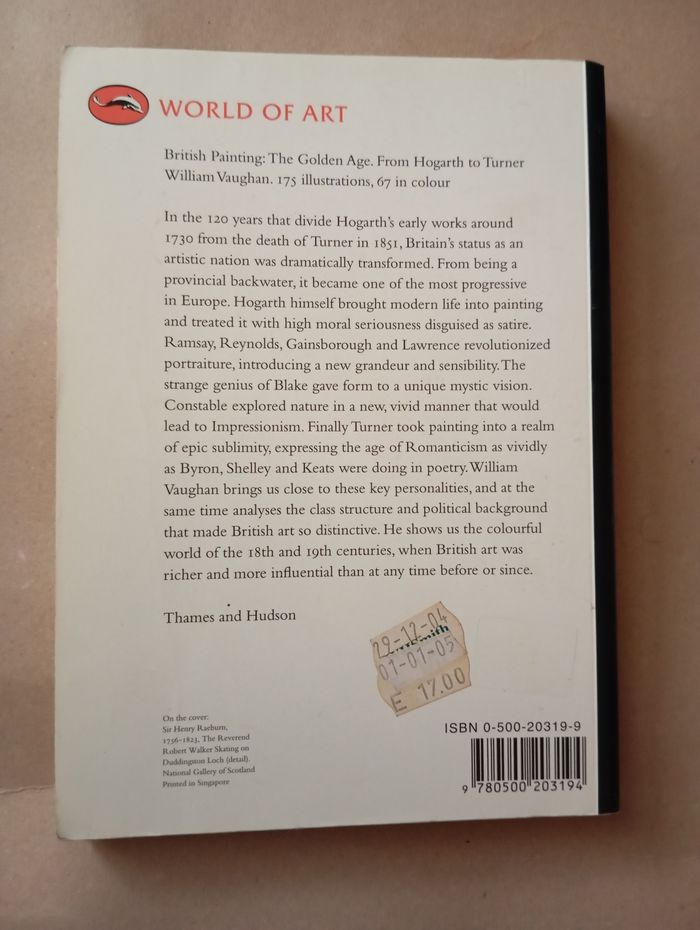 WORLD OF ART
British Painting: The Golden Age. From Hogarth to Turner
William Vaughan. 175 illustrations, 67 in colour
In the 120 years that divide Hogarth's early works around
1730 from the death of Turner in 1851, Britain's status as an
artistic nation was dramatically transformed. From being a
provincial backwater, it became one of the most progressive
in Europe. Hogarth himself brought modern life into painting
and treated it with high moral seriousness disguised as satire.
Ramsay, Reynolds, Gainsborough and Lawrence revolutionized
portraiture, introducing a new grandeur and sensibility. The
strange genius of Blake gave form to a unique mystic vision.
Constable explored nature in a new, vivid manner that would
lead to Impressionism. Finally Turner took painting into a realm
of epic sublimity, expressing the age of Romanticism as vividly
as Byron, Shelley and Keats were doing in poetry. William
Vaughan brings us close to these key personalities, and at the
same time analyses the class structure and political background
that made British art so distinctive. He shows us the colourful
world of the 18th and 19th centuries, when British art was
richer and more influential than at any time before or since.
Thames and Hudson
29-12-04
01-01-05
E 17.00
On the cover:
Sir Henry Raeburn,
1756–1823, The Reverend
Robert Walker Skating on
Duddingston Loch (detail).
National Gallery of Scotland
Printed in Singapore
ISBN 0-500-20319-9
9 780500 203194